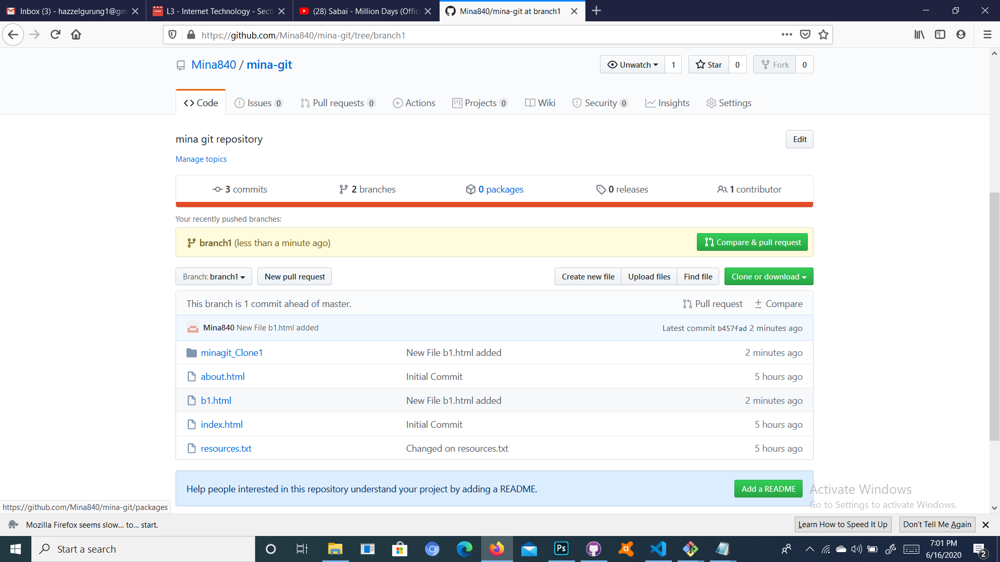 Inbox (3) - hazzelgurung1@gm
L3 - Internet Technology - Secti
(28) Sabai - Million Days (Offici
Mina840/mina-git at branch1
https://github.com/Mina840/mina-git/tree/branch1
Mina840 / mina-git
Unwatch 1
Star 0
Fork 0
Code
Issues 0
Pull requests 0
Actions
Projects 0
Wiki
Security 0
Insights
Settings
mina git repository
Edit
Manage topics
3 commits
2 branches
0 packages
0 releases
1 contributor
Your recently pushed branches:
branch1 (less than a minute ago)
Compare & pull request
Branch: branch1
New pull request
Create new file
Upload files
Find file
Clone or download
This branch is 1 commit ahead of master.
Pull request
Compare
Mina840 New File b1.html added
Latest commit b457fad 2 minutes ago
minagit_Clone1 New File b1.html added 2 minutes ago
about.html Initial Commit 5 hours ago
b1.html New File b1.html added 2 minutes ago
index.html Initial Commit 5 hours ago
resources.txt Changed on resources.txt 5 hours ago
Help people interested in this repository understand your project by adding a README.
Add a README
Activate Windows
Go to Settings to activate Windows.
https://github.com/Mina840/mina-git/packages
Mozilla Firefox seems slow... to... start.
Learn How to Speed It Up
Don't Tell Me Again
Start a search
Ps
7:01 PM
6/16/2020
2